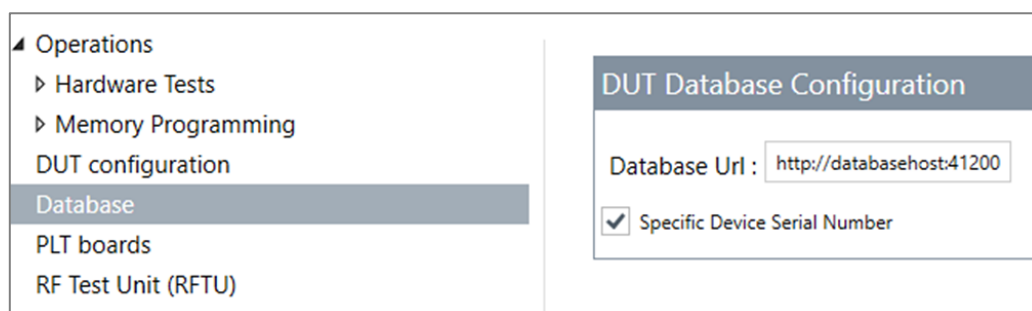 Operations
Hardware Tests
Memory Programming
DUT configuration
Database
PLT boards
RF Test Unit (RFTU)
DUT Database Configuration
Database Url : http://databasehost:41200
Specific Device Serial Number